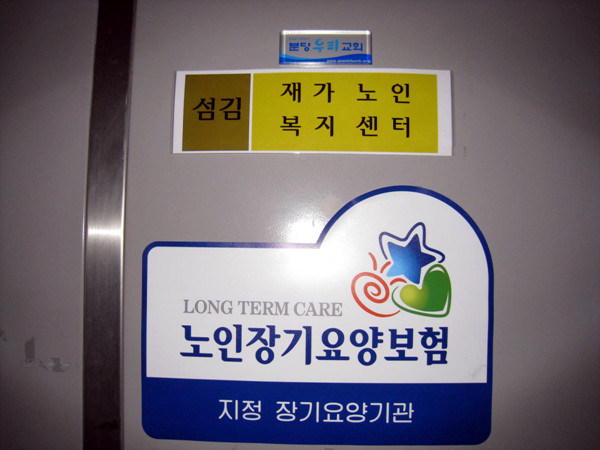 분당우리교회
섬김
재가노인
복지센터
LONG TERM CARE
노인장기요양보험
지정 장기요양기관